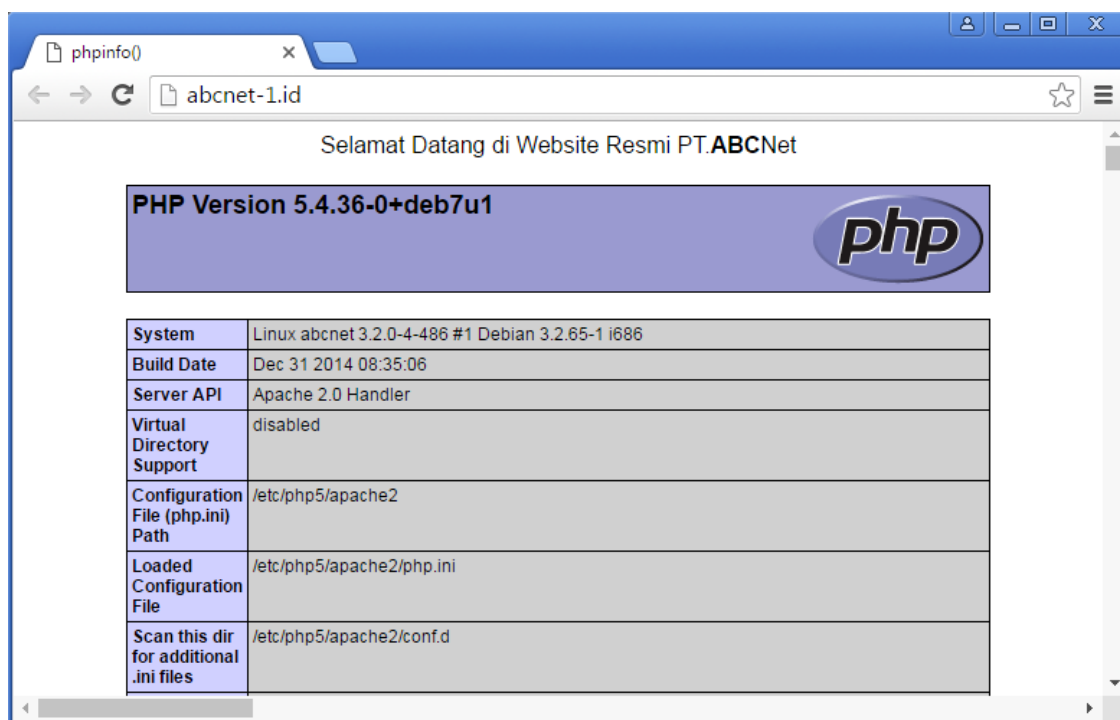 phpinfo()
abcnet-1.id
Selamat Datang di Website Resmi PT.ABCNet
PHP Version 5.4.36-0+deb7u1
php
System Linux abcnet 3.2.0-4-486 #1 Debian 3.2.65-1 i686
Build Date Dec 31 2014 08:35:06
Server API Apache 2.0 Handler
Virtual disabled
Directory
Support
Configuration /etc/php5/apache2
File (php.ini)
Path
Loaded /etc/php5/apache2/php.ini
Configuration
File
Scan this dir /etc/php5/apache2/conf.d
for additional
.ini files